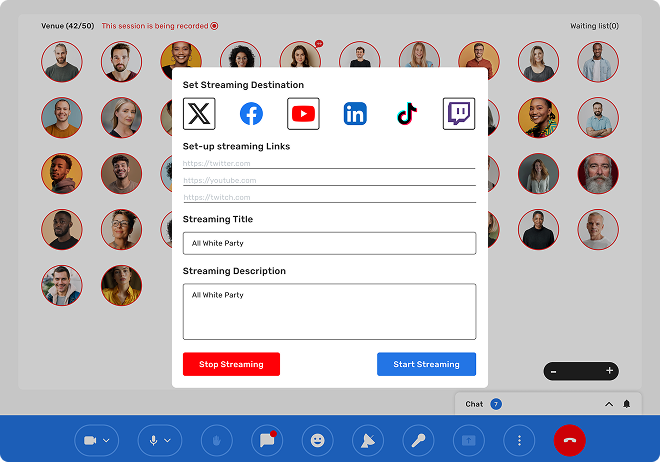 Venue (42/50) This session is being recorded
Waiting list(0)
Set Streaming Destination
Set-up streaming Links
https://twitter.com
https://youtube.com
https://twitch.com
Streaming Title
All White Party
Streaming Description
All White Party
Stop Streaming
Start Streaming
Chat 7